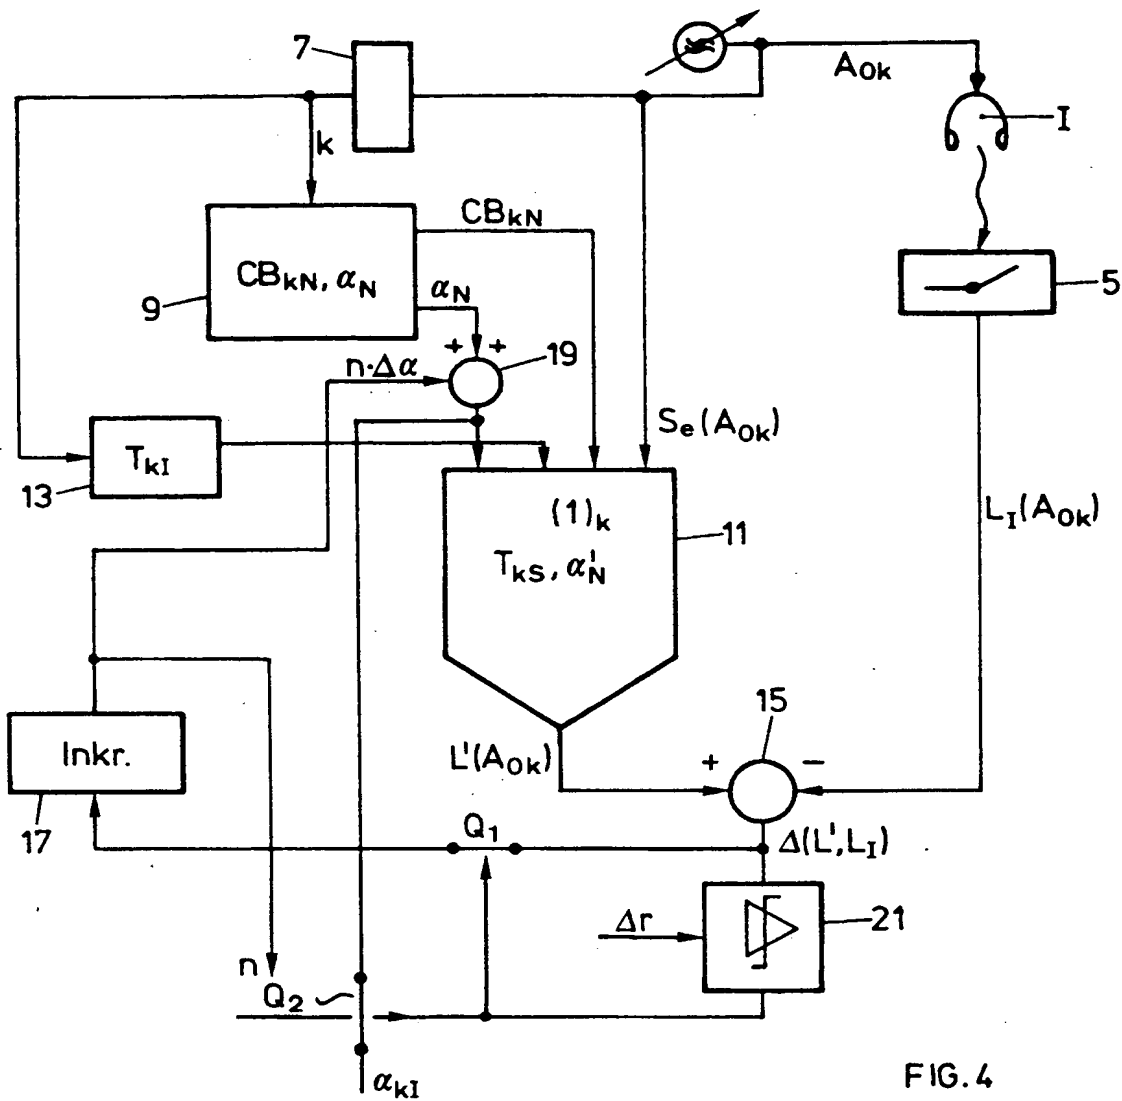 7
A0k
I
k
CBkN
CBkN, αN
αN
9
5
+ +
19
n·Δα
Se(A0k)
TkI
13
LI(A0k)
(1)k
11
TkS, α'N
15
Inkr.
L'(A0k)
+
−
17
Q1
Δ(L',LI)
Δr
21
n
Q2
αkI
FIG. 4